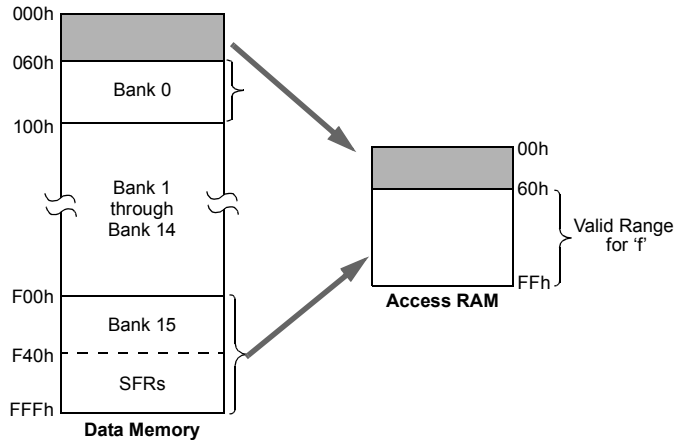 000h
060h
Bank 0
100h
Bank 1
through
Bank 14
F00h
Bank 15
F40h
SFRs
FFFh
Data Memory
00h
60h
Valid Range
for ‘f’
FFh
Access RAM